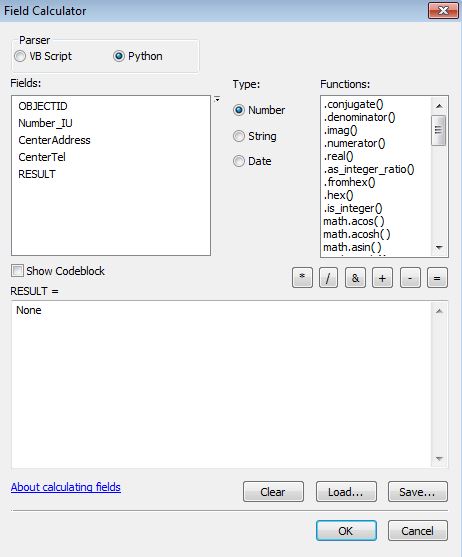 Field Calculator
Parser
VB Script
Python
Fields:
Type:
Functions:
OBJECTID
Number_IU
CenterAddress
CenterTel
RESULT
Number
String
Date
.conjugate()
.denominator()
.imag()
.numerator()
.real()
.as_integer_ratio()
.fromhex()
.hex()
.is_integer()
math.acos( )
math.acosh( )
math.asin( )
Show Codeblock
* / & + - =
RESULT =
None
About calculating fields
Clear
Load...
Save...
OK
Cancel